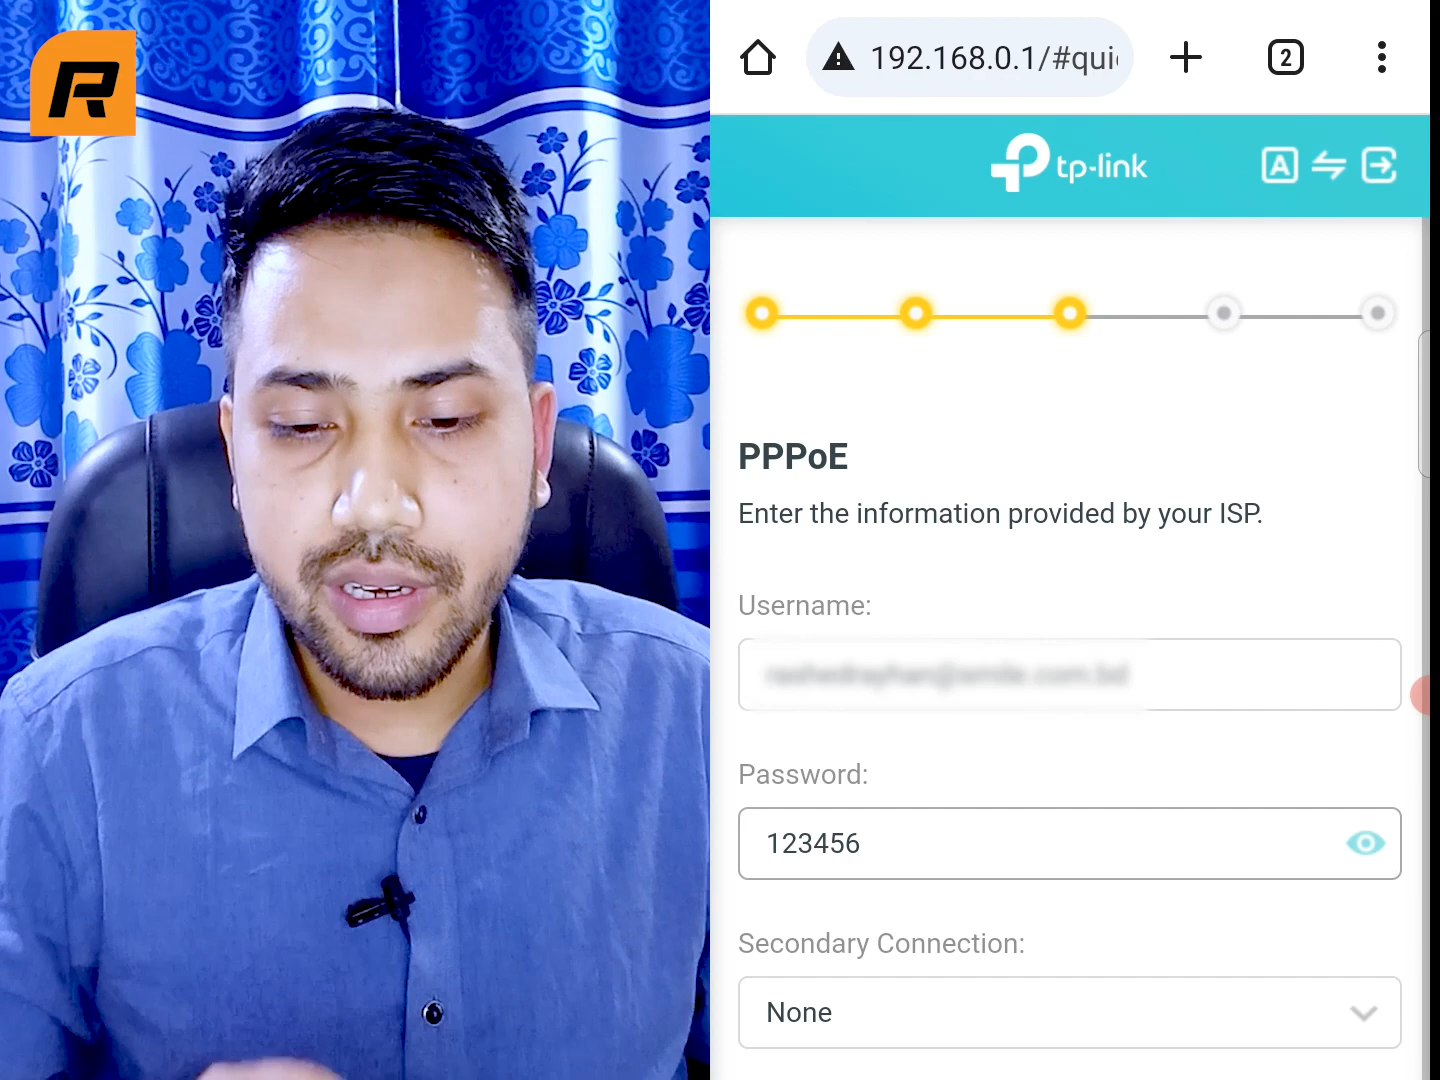 R
192.168.0.1/#qui
2
tp-link
A
PPPoE
Enter the information provided by your ISP.
Username:
Password:
123456
Secondary Connection:
None